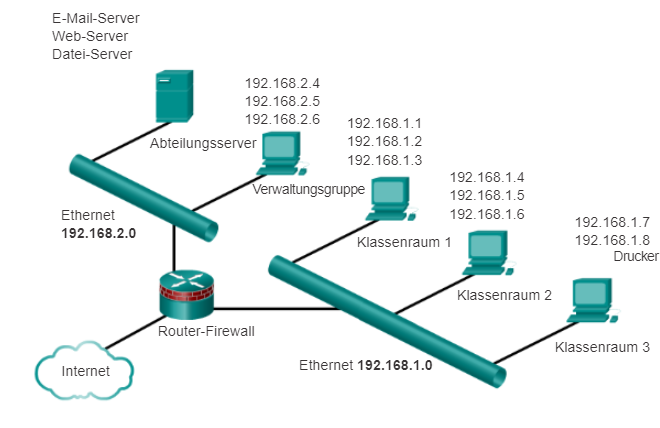 E-Mail-Server
Web-Server
Datei-Server
Abteilungsserver
192.168.2.4
192.168.2.5
192.168.2.6
Verwaltungsgruppe
192.168.1.1
192.168.1.2
192.168.1.3
Klassenraum 1
192.168.1.4
192.168.1.5
192.168.1.6
Klassenraum 2
192.168.1.7
192.168.1.8
Drucker
Klassenraum 3
Ethernet
192.168.2.0
Router-Firewall
Internet
Ethernet 192.168.1.0